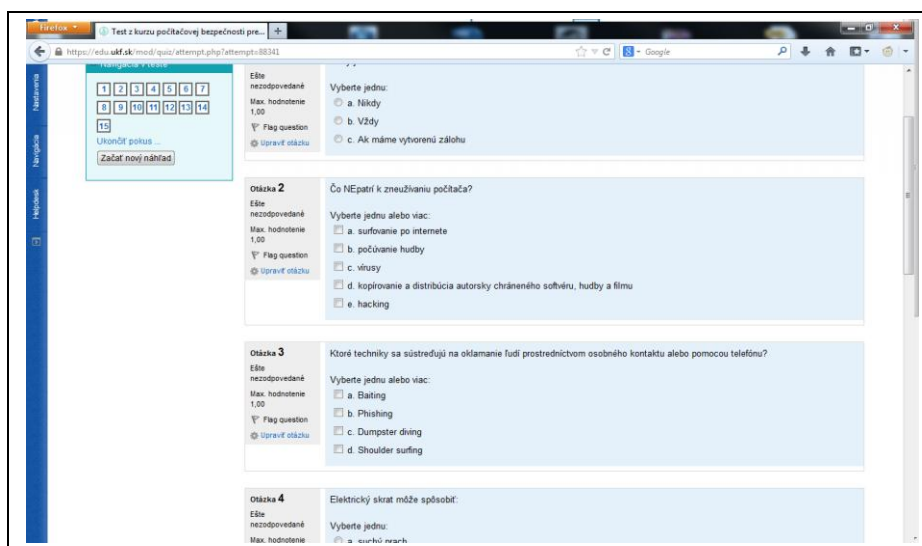 Firefox
Test z kurzu počítačovej bezpečnosti pre...
https://edu.ukf.sk/mod/quiz/attempt.php?attempt=88341
Google
Nastavenia
Navigácia
Helpdesk
Navigácia v teste
1 2 3 4 5 6 7
8 9 10 11 12 13 14
15
Ukončiť pokus ...
Začať nový náhľad
Ešte
nezodpovedané
Max. hodnotenie
1,00
Flag question
Upraviť otázku
Vyberte jednu:
a. Nikdy
b. Vždy
c. Ak máme vytvorenú zálohu
Otázka 2
Ešte
nezodpovedané
Max. hodnotenie
1,00
Flag question
Upraviť otázku
Čo NEpatrí k zneužívaniu počítača?
Vyberte jednu alebo viac:
a. surfovanie po internete
b. počúvanie hudby
c. vírusy
d. kopírovanie a distribúcia autorsky chráneného softvéru, hudby a filmu
e. hacking
Otázka 3
Ešte
nezodpovedané
Max. hodnotenie
1,00
Flag question
Upraviť otázku
Ktoré techniky sa sústreďujú na oklamanie ľudí prostredníctvom osobného kontaktu alebo pomocou telefónu?
Vyberte jednu alebo viac:
a. Baiting
b. Phishing
c. Dumpster diving
d. Shoulder surfing
Otázka 4
Ešte
nezodpovedané
Max. hodnotenie
Elektrický skrat môže spôsobiť:
Vyberte jednu:
a. suchý prach